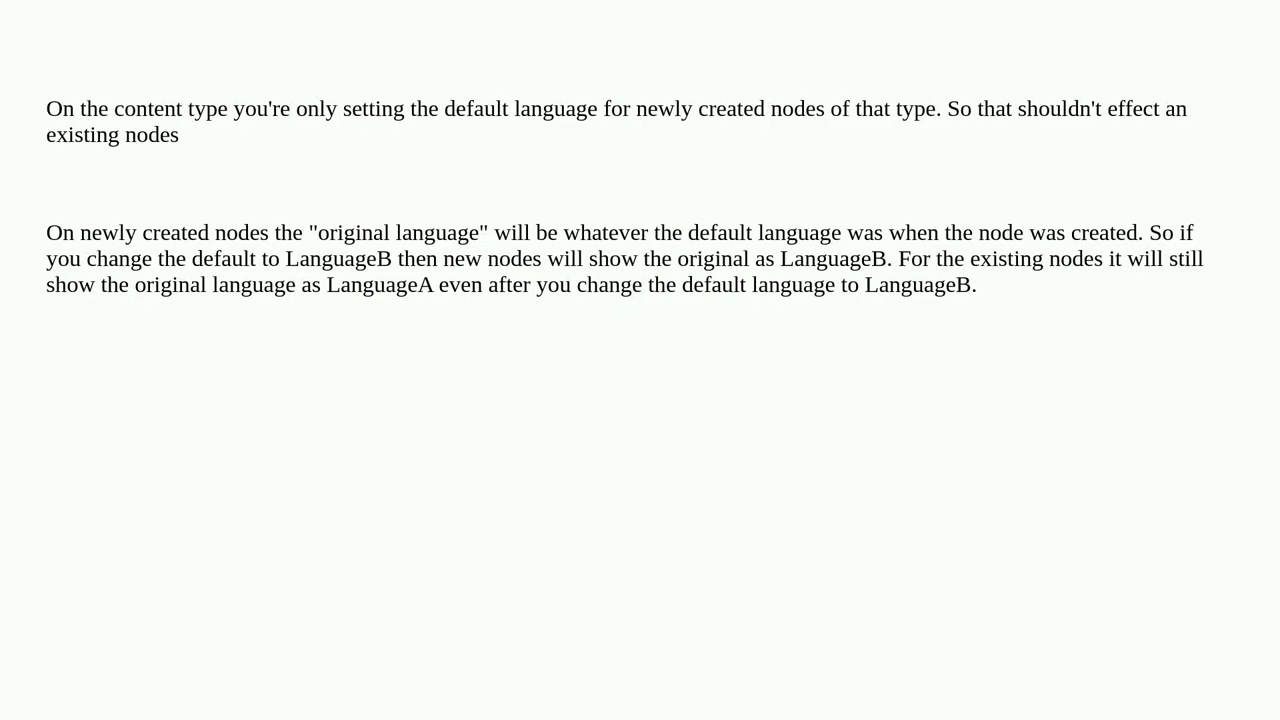 On the content type you're only setting the default language for newly created nodes of that type. So that shouldn't effect an
existing nodes
On newly created nodes the "original language" will be whatever the default language was when the node was created. So if
you change the default to LanguageB then new nodes will show the original as LanguageB. For the existing nodes it will still
show the original language as LanguageA even after you change the default language to LanguageB.